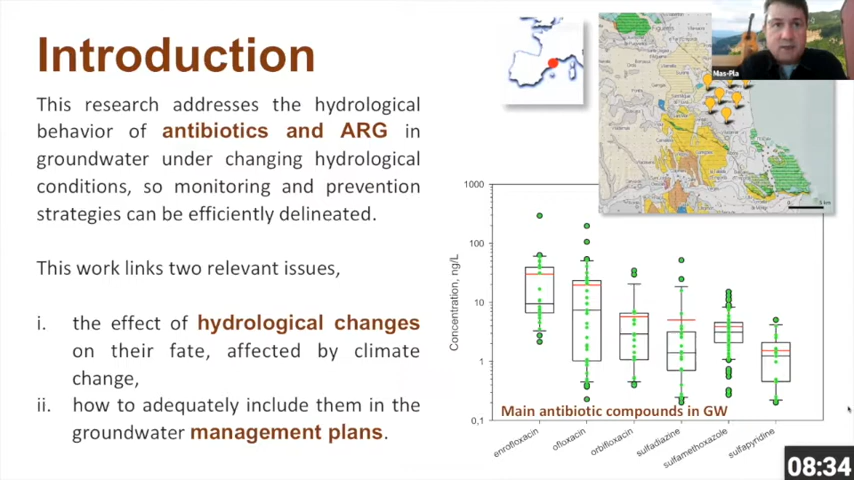 Introduction
This research addresses the hydrological
behavior of antibiotics and ARG in
groundwater under changing hydrological
conditions, so monitoring and prevention
strategies can be efficiently delineated.
This work links two relevant issues,
i. the effect of hydrological changes
on their fate, affected by climate
change,
ii. how to adequately include them in the
groundwater management plans.
Mas-Pla
Concentration, ng/L
1000
100
10
1
0,1
Main antibiotic compounds in GW
enrofloxacin
ofloxacin
orbifloxacin
sulfadiazine
sulfamethoxazole
sulfapyridine
08:34